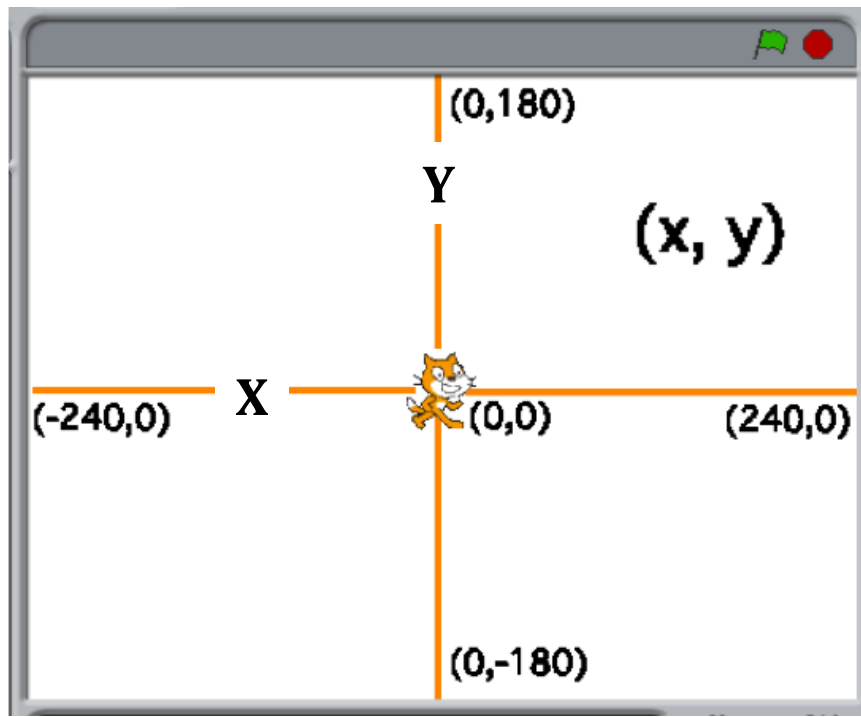 (0,180)
Y
(x, y)
X
(-240,0)
(0,0)
(240,0)
(0,-180)